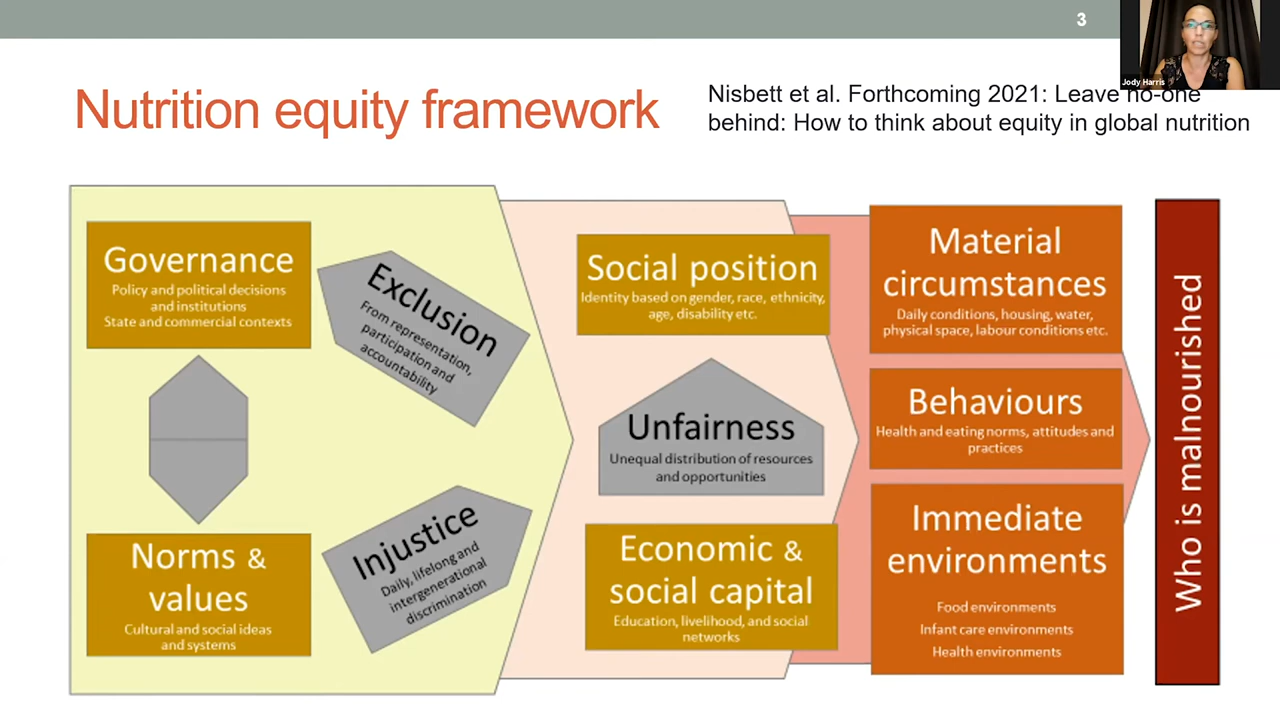 3
Jody Harris
Nutrition equity framework
Nisbett et al. Forthcoming 2021: Leave no-one
behind: How to think about equity in global nutrition
Governance
Policy and political decisions
and institutions
State and commercial contexts
Exclusion
From representation,
participation and
accountability
Norms &
values
Cultural and social ideas
and systems
Injustice
Daily, lifelong and
intergenerational
discrimination
Social position
Identity based on gender, race, ethnicity,
age, disability etc.
Unfairness
Unequal distribution of resources
and opportunities
Economic &
social capital
Education, livelihood, and social
networks
Material
circumstances
Daily conditions, housing, water,
physical space, labour conditions etc.
Behaviours
Health and eating norms, attitudes and
practices
Immediate
environments
Food environments
Infant care environments
Health environments
Who is malnourished